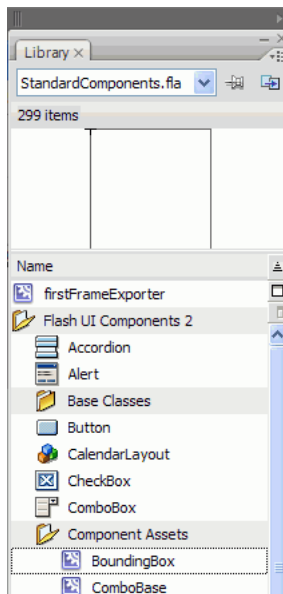 Library ×
StandardComponents.fla
299 items
Name
firstFrameExporter
Flash UI Components 2
Accordion
Alert
Base Classes
Button
CalendarLayout
CheckBox
ComboBox
Component Assets
BoundingBox
ComboBase